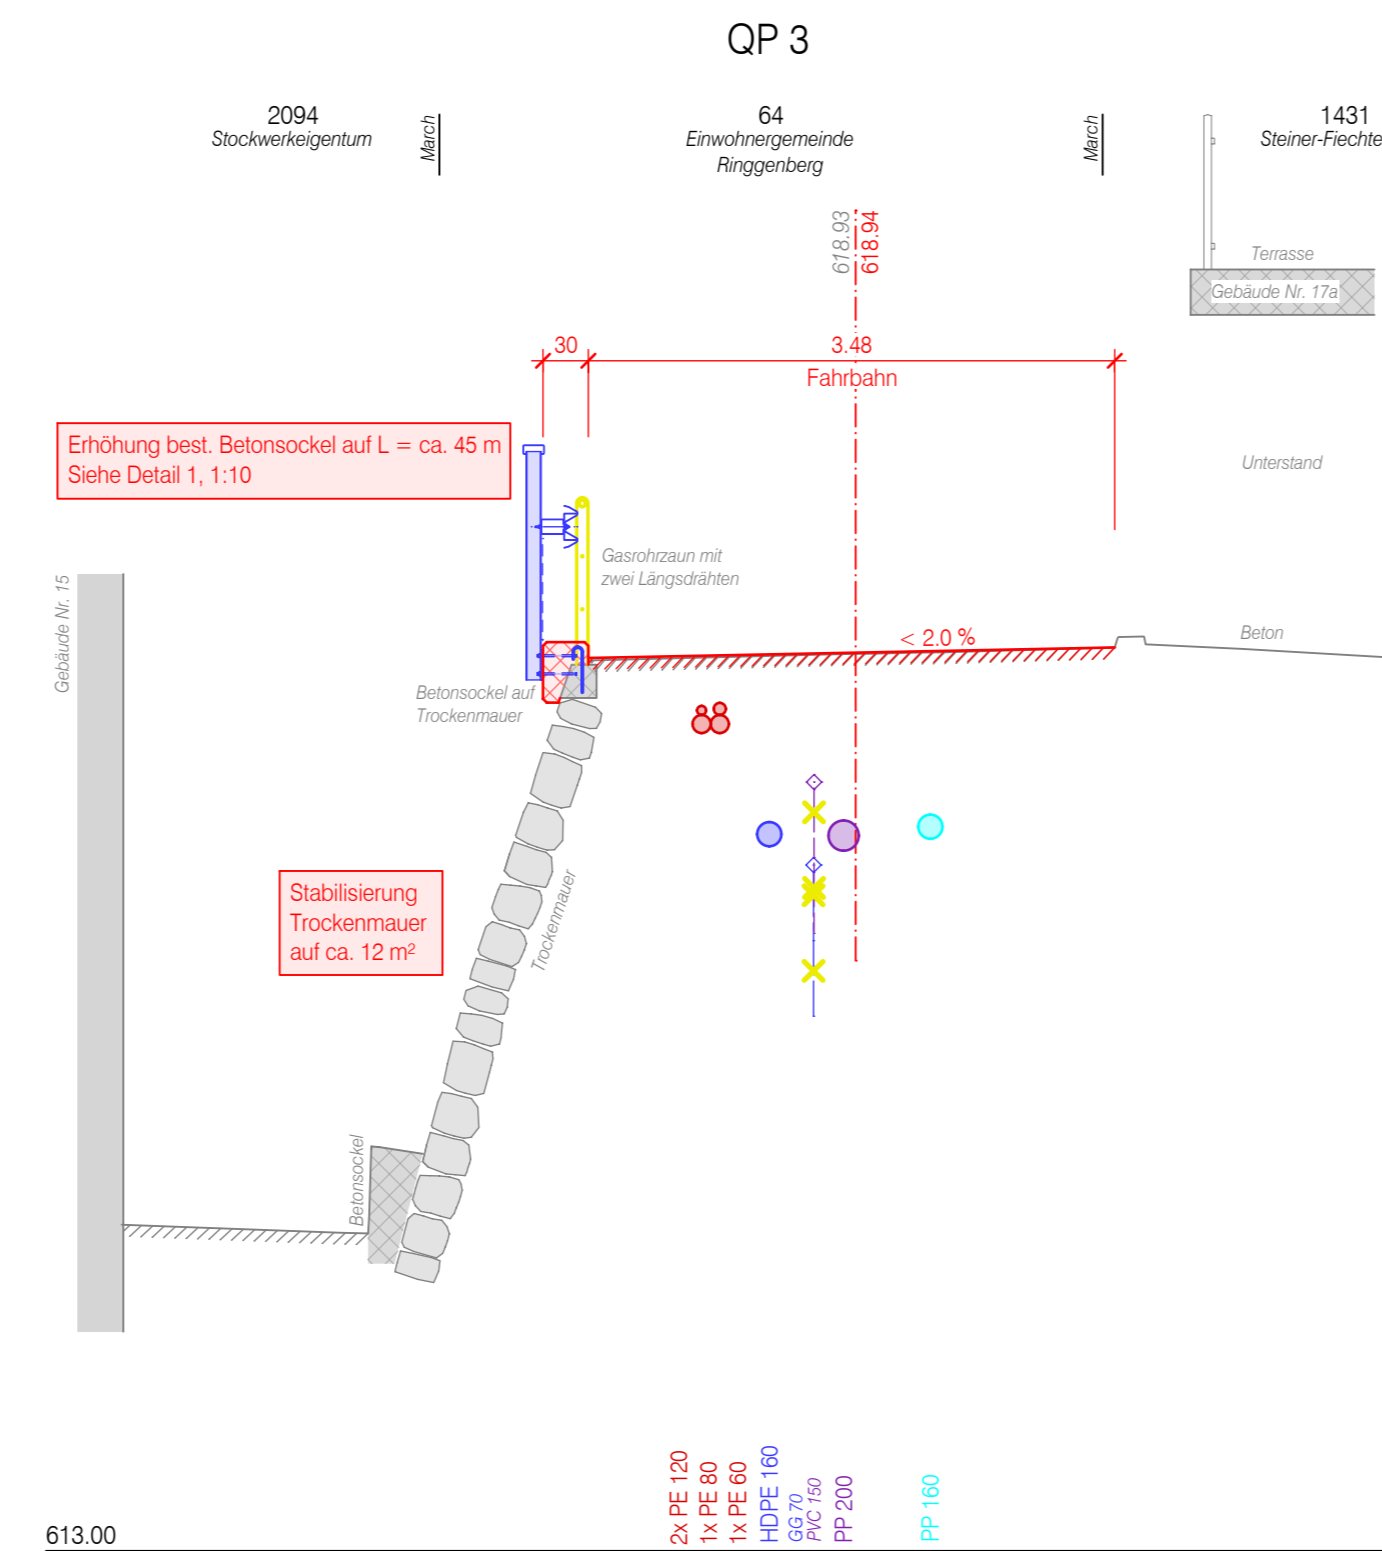 QP 3
2094
Stockwerkeigentum
March
64
Einwohnergemeinde
Ringgenberg
March
1431
Steiner-Fiechte
618.93
618.94
Terrasse
Gebäude Nr. 17a
30
3.48
Fahrbahn
Erhöhung best. Betonsockel auf L = ca. 45 m
Siehe Detail 1, 1:10
Unterstand
Gasrohrzaun mit
zwei Längsdrähten
Gebäude Nr. 15
< 2.0 %
Beton
Betonsockel auf
Trockenmauer
Stabilisierung
Trockenmauer
auf ca. 12 m²
Trockenmauer
Betonsockel
2x PE 120
1x PE 80
1x PE 60
HDPE 160
GG 70
PVC 150
PP 200
PP 160
613.00